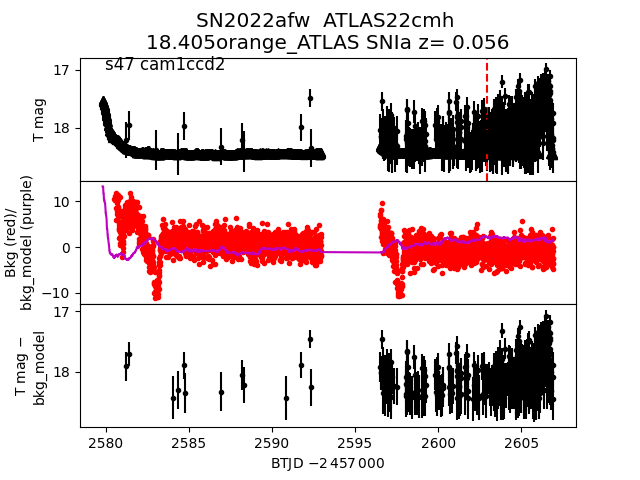 SN2022afw  ATLAS22cmh
18.405orange_ATLAS SNIa z= 0.056
s47 cam1ccd2
17
18
T mag
10
0
−10
Bkg (red)/
bkg_model (purple)
17
18
T mag −
bkg_model
2580 2585 2590 2595 2600 2605
BTJD −2 457 000